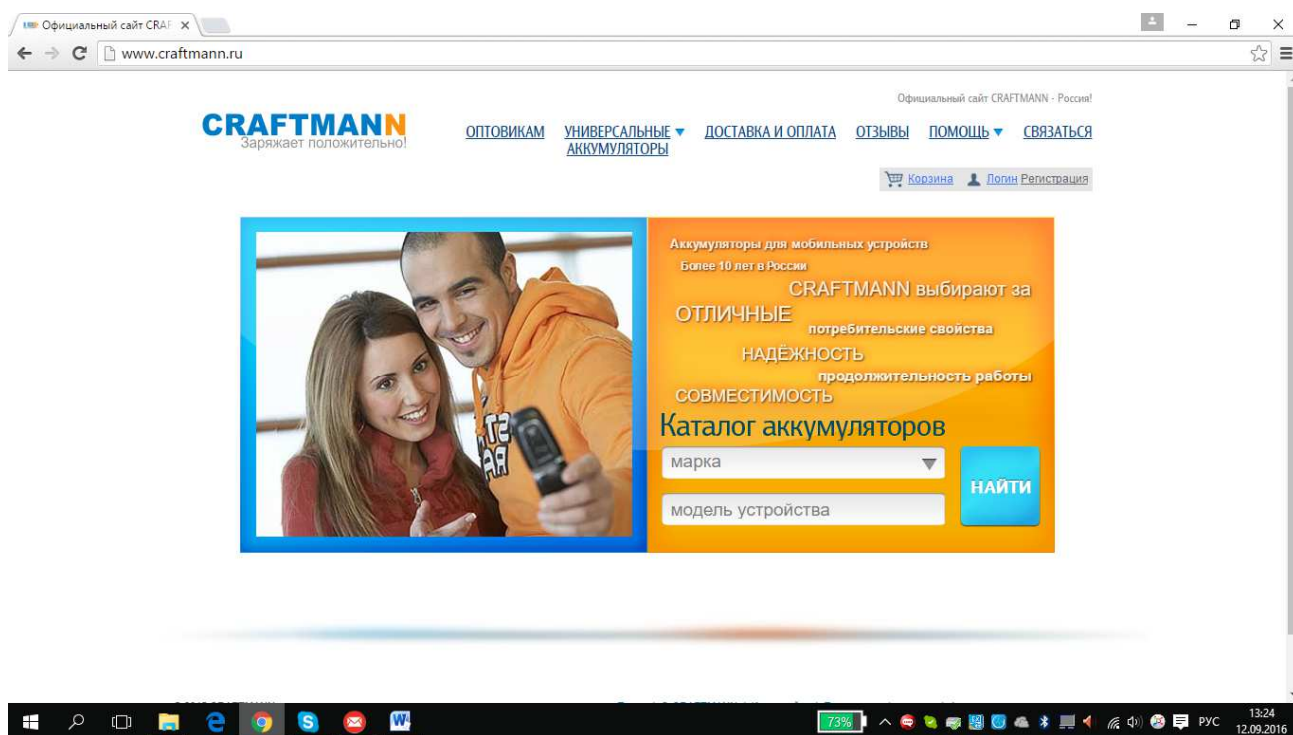 Официальный сайт CRAF
www.craftmann.ru
Официальный сайт CRAFTMANN - Россия!
CRAFTMANN
Заряжает положительно!
ОПТОВИКАМ УНИВЕРСАЛЬНЫЕ АККУМУЛЯТОРЫ ДОСТАВКА И ОПЛАТА ОТЗЫВЫ ПОМОЩЬ СВЯЗАТЬСЯ
Корзина Логин Регистрация
Аккумуляторы для мобильных устройств
Более 10 лет в России
CRAFTMANN выбирают за
ОТЛИЧНЫЕ
потребительские свойства
НАДЁЖНОСТЬ
продолжительность работы
СОВМЕСТИМОСТЬ
Каталог аккумуляторов
марка
НАЙТИ
модель устройства
73%
РУС
13:24
12.09.2016